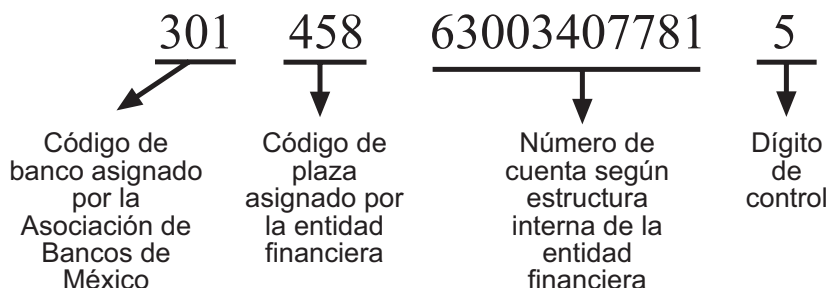 301 458 63003407781 5
Código de
banco asignado
por la
Asociación de
Bancos de
México
Código de
plaza
asignado por
la entidad
financiera
Número de
cuenta según
estructura
interna de la
entidad
financiera
Dígito
de
control